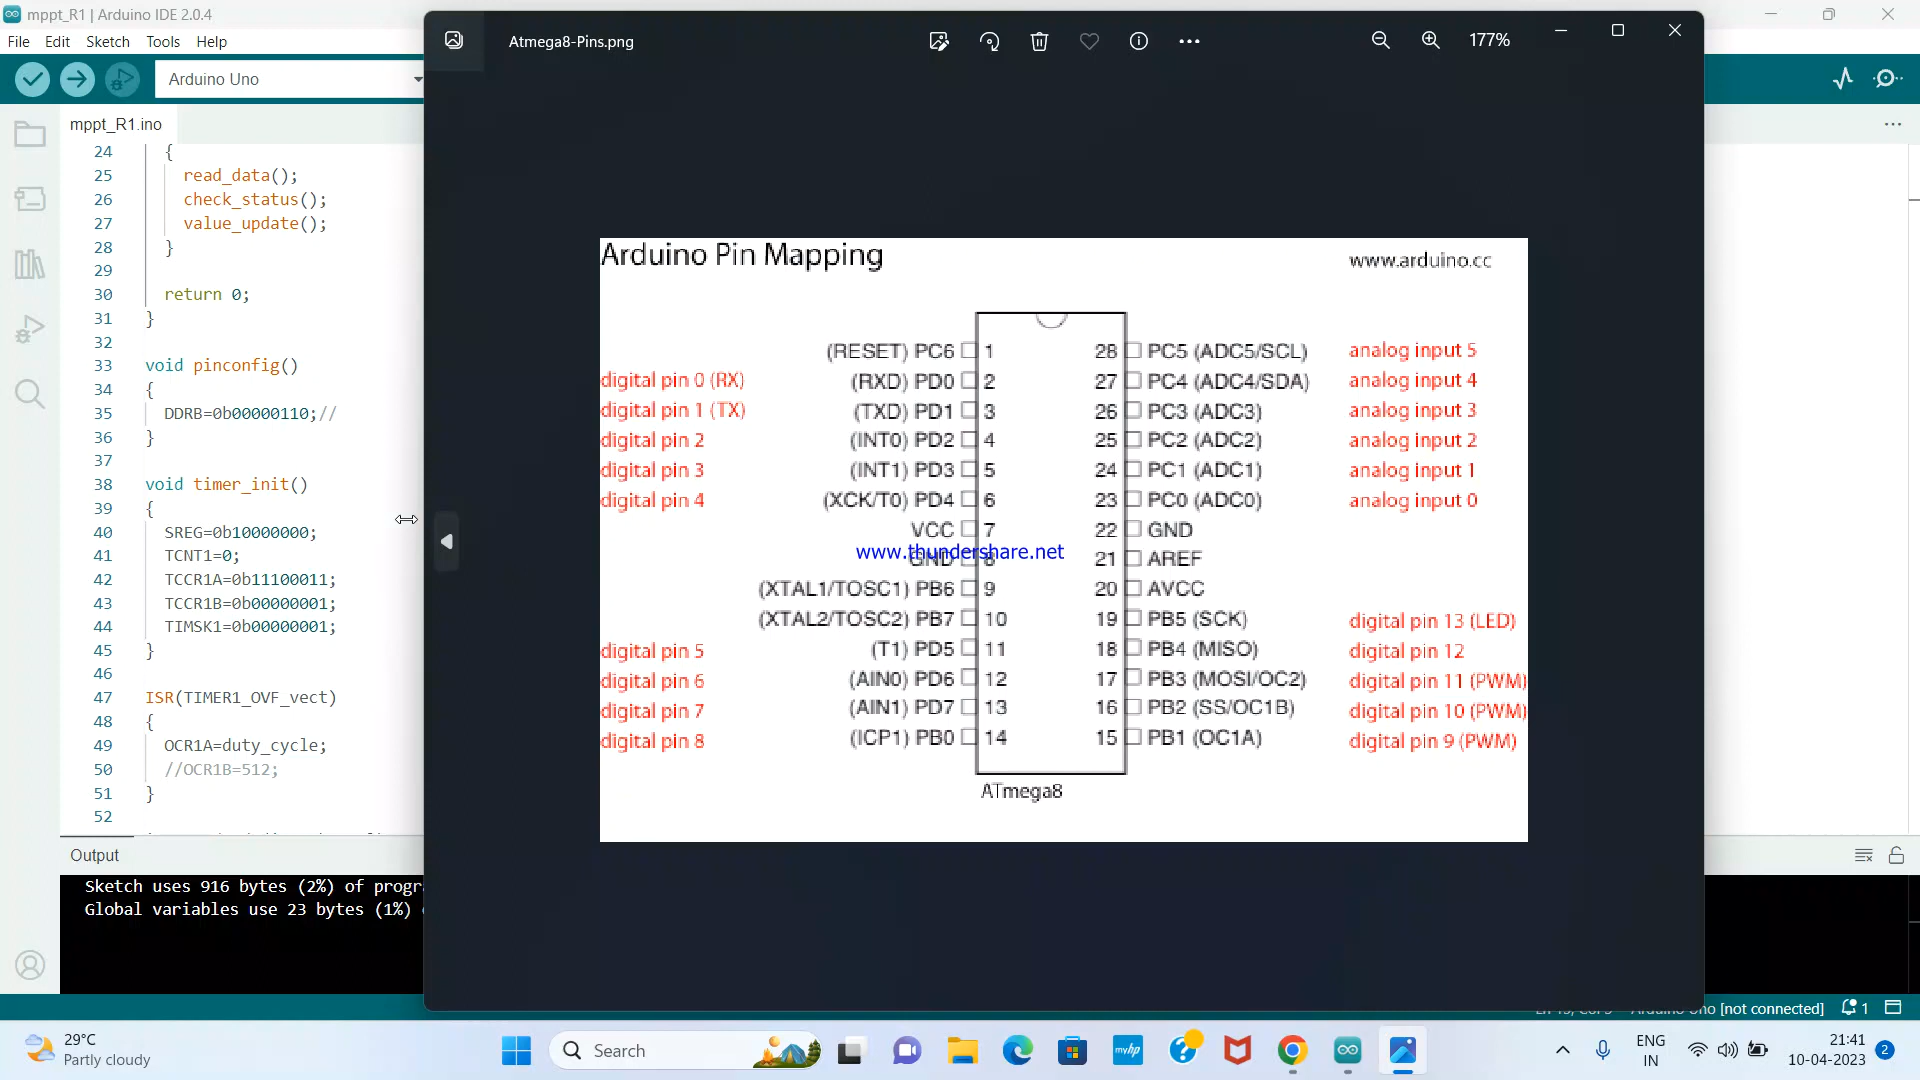 mppt_R1 | Arduino IDE 2.0.4
File Edit Sketch Tools Help
Arduino Uno
mppt_R1.ino
24 {
25 read_data();
26 check_status();
27 value_update();
28 }
29
30 return 0;
31 }
32
33 void pinconfig()
34 {
35 DDRB=0b00000110;//
36 }
37
38 void timer_init()
39 {
40 SREG=0b10000000;
41 TCNT1=0;
42 TCCR1A=0b11100011;
43 TCCR1B=0b00000001;
44 TIMSK1=0b00000001;
45 }
46
47 ISR(TIMER1_OVF_vect)
48 {
49 OCR1A=duty_cycle;
50 //OCR1B=512;
51 }
52
Output
Sketch uses 916 bytes (2%) of progr
Global variables use 23 bytes (1%)
Atmega8-Pins.png
177%
Arduino Pin Mapping
www.arduino.cc
(RESET) PC6 1 28 PC5 (ADC5/SCL) analog input 5
digital pin 0 (RX) (RXD) PD0 2 27 PC4 (ADC4/SDA) analog input 4
digital pin 1 (TX) (TXD) PD1 3 26 PC3 (ADC3) analog input 3
digital pin 2 (INT0) PD2 4 25 PC2 (ADC2) analog input 2
digital pin 3 (INT1) PD3 5 24 PC1 (ADC1) analog input 1
digital pin 4 (XCK/T0) PD4 6 23 PC0 (ADC0) analog input 0
VCC 7 22 GND
www.thundershare.net
GND 8 21 AREF
(XTAL1/TOSC1) PB6 9 20 AVCC
(XTAL2/TOSC2) PB7 10 19 PB5 (SCK) digital pin 13 (LED)
digital pin 5 (T1) PD5 11 18 PB4 (MISO) digital pin 12
digital pin 6 (AIN0) PD6 12 17 PB3 (MOSI/OC2) digital pin 11 (PWM)
digital pin 7 (AIN1) PD7 13 16 PB2 (SS/OC1B) digital pin 10 (PWM)
digital pin 8 (ICP1) PB0 14 15 PB1 (OC1A) digital pin 9 (PWM)
ATmega8
[not connected] 1
29°C
Partly cloudy
Search
myhp
ENG
IN
21:41
10-04-2023
2